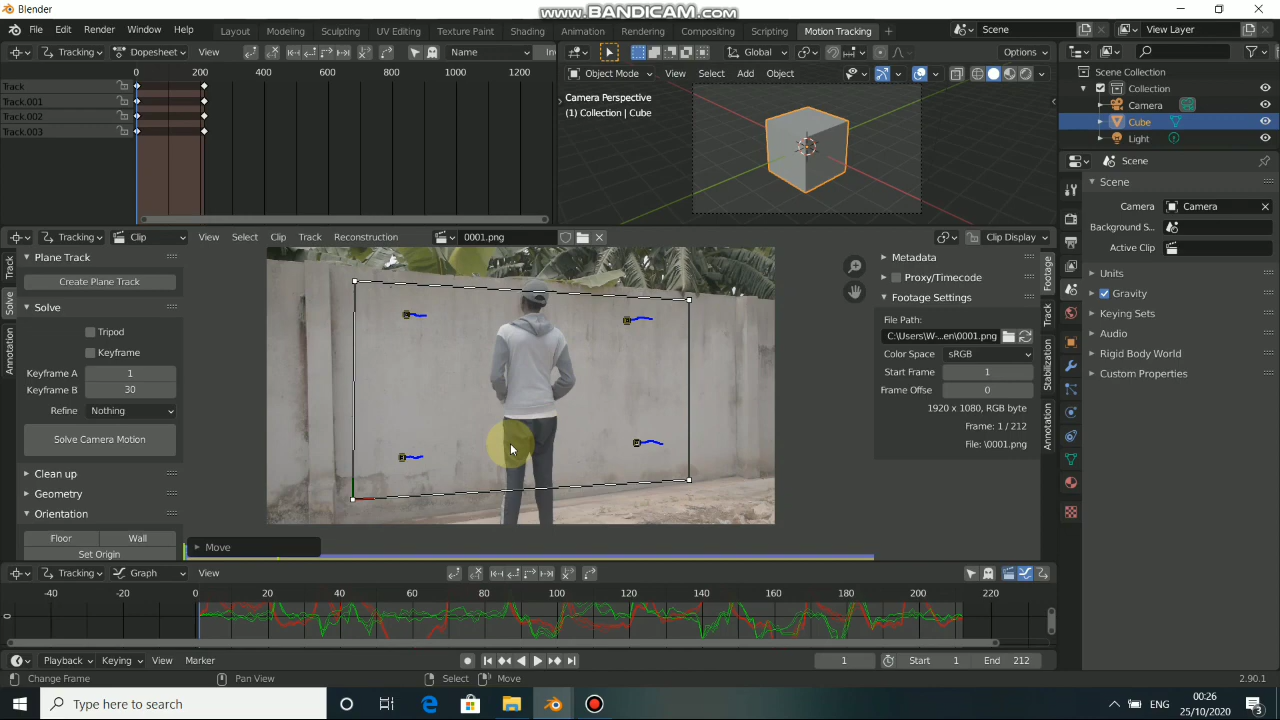 Blender
www.BANDICAM.com
File Edit Render Window Help Layout Modeling Sculpting UV Editing Texture Paint Shading Animation Rendering Compositing Scripting Motion Tracking + Scene View Layer
Tracking Dopesheet View Name Global Options
0 200 400 600 800 1000 1200
Track
Track.001
Track.002
Track.003
Object Mode View Select Add Object
Camera Perspective
(1) Collection | Cube
Scene Collection
Collection
Camera
Cube
Light
Scene
Scene
Camera Camera
Background S...
Active Clip
Units
Gravity
Keying Sets
Audio
Rigid Body World
Custom Properties
Tracking Clip View Select Clip Track Reconstruction 0001.png Clip Display
Track
Solve
Annotation
Plane Track
Create Plane Track
Solve
Tripod
Keyframe
Keyframe A 1
Keyframe B 30
Refine Nothing
Solve Camera Motion
Clean up
Geometry
Orientation
Floor Wall
Set Origin
Move
Metadata
Proxy/Timecode
Footage Settings
File Path:
C:\Users\W-...en\0001.png
Color Space sRGB
Start Frame 1
Frame Offset 0
1920 x 1080, RGB byte
Frame: 1 / 212
File: \0001.png
Footage
Track
Stabilization
Annotation
Tracking Graph View
-40 -20 0 20 40 60 80 100 120 140 160 180 200 220
0
Playback Keying View Marker 1 Start 1 End 212
Change Frame Pan View Select Move 2.90.1
Type here to search
00:26
25/10/2020
3